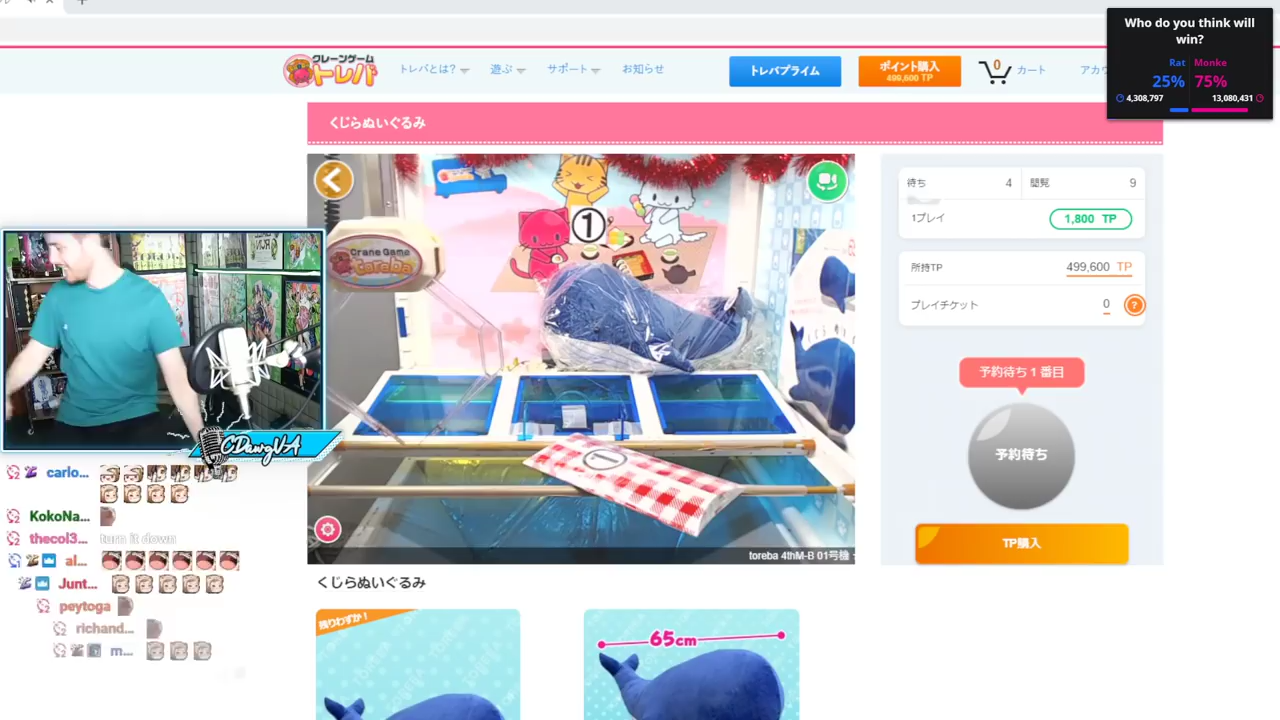 Who do you think will
win?
Rat Monke
25% 75%
4,308,797 13,080,431
クレーンゲーム
トレバ
トレバとは?
遊ぶ
サポート
お知らせ
トレバプライム
ポイント購入
499,600 TP
0
カート
くじらぬいぐるみ
Crane Game
toreba
①
①
toreba 4thM-B 01号機
待ち 4
閲覧 9
1プレイ 1,800 TP
所持TP 499,600 TP
プレイチケット 0 ?
予約待ち1番目
予約待ち
TP購入
CDawgVA
carlo...
KokoNa...
thecol3... turn it down
al...
Junt...
peytoga
richand...
m...
くじらぬいぐるみ
残りわずか!
65cm